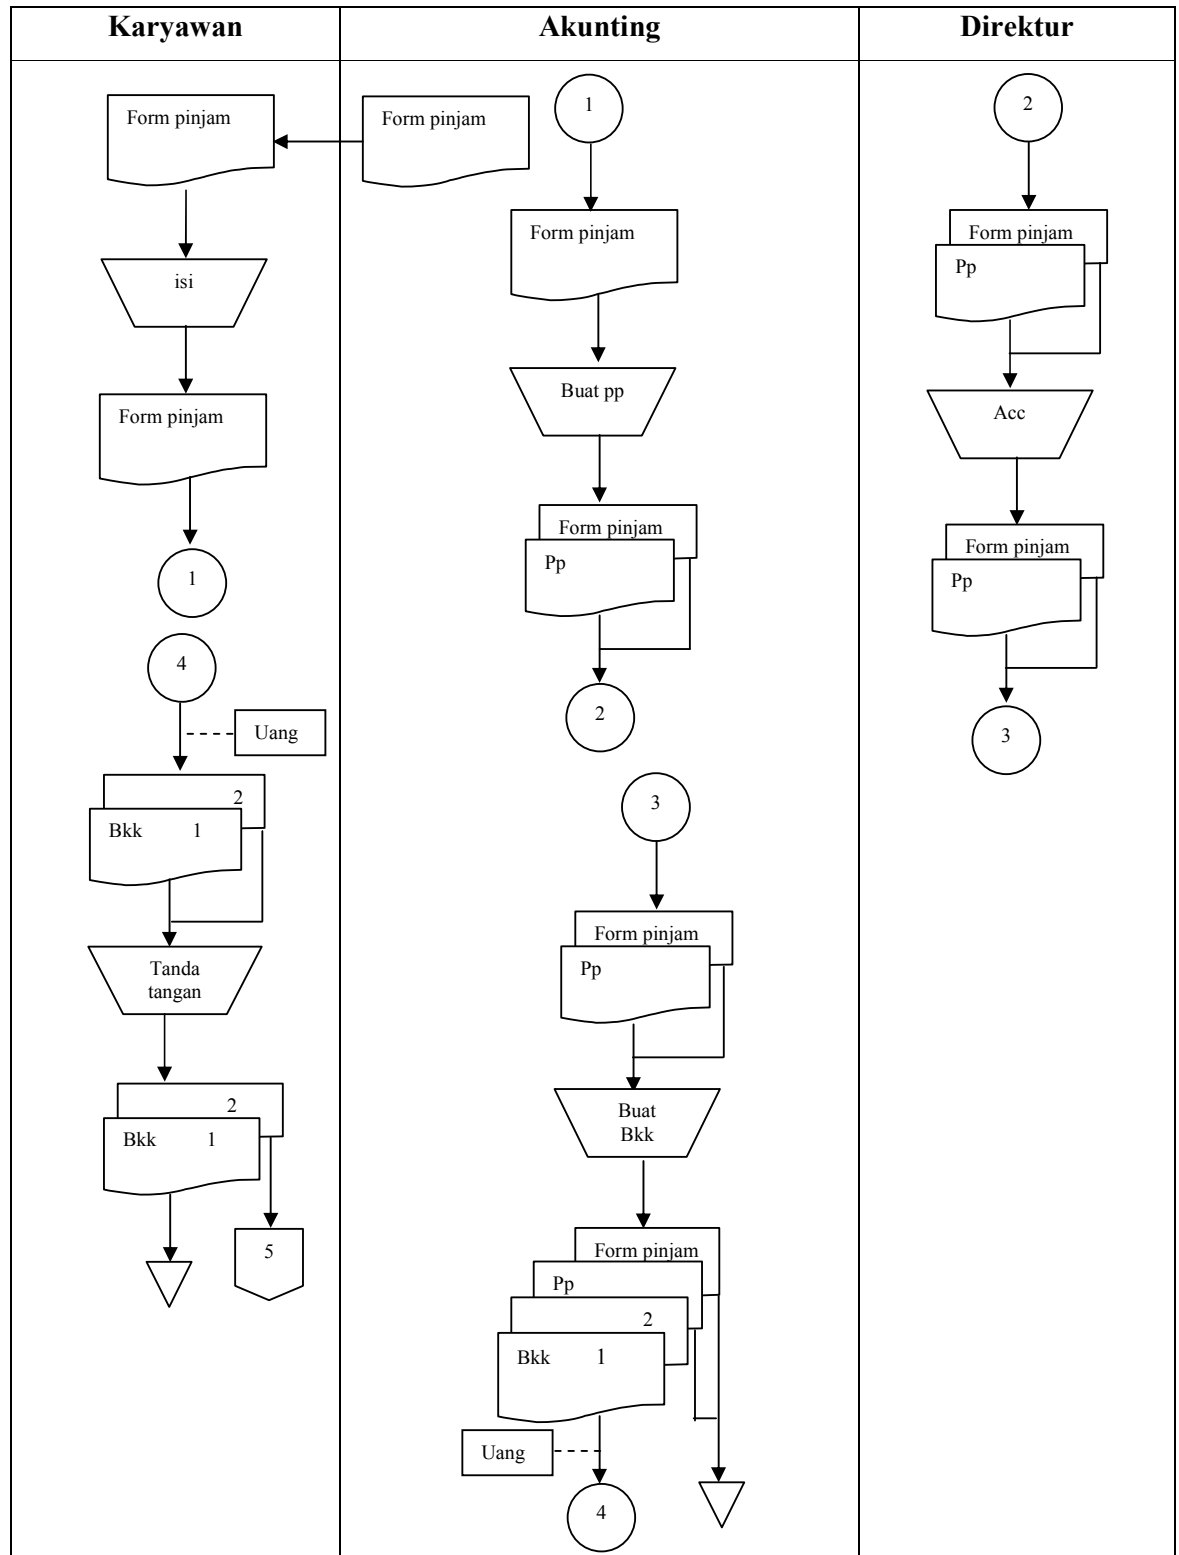 Karyawan
Akunting
Direktur
Form pinjam
isi
Form pinjam
1
4
Uang
2
Bkk 1
Tanda
tangan
2
Bkk 1
5
Form pinjam
1
Form pinjam
Buat pp
Form pinjam
Pp
2
3
Form pinjam
Pp
Buat
Bkk
Form pinjam
Pp
2
Bkk 1
Uang
4
2
Form pinjam
Pp
Acc
Form pinjam
Pp
3